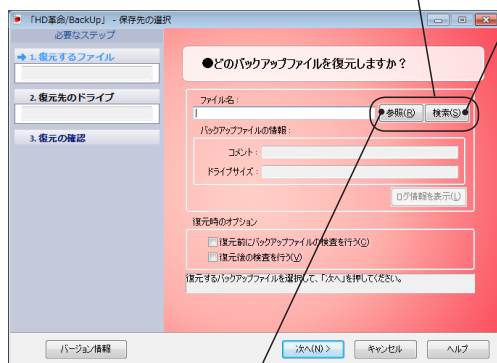 「HD革命/BackUp」 - 保存先の選択
必要なステップ
1. 復元するファイル
2. 復元先のドライブ
3. 復元の確認
●どのバックアップファイルを復元しますか？
ファイル名：
参照(R)
検索(S)
バックアップファイルの情報：
コメント：
ドライブサイズ：
ログ情報を表示(L)
復元時のオプション
復元前にバックアップファイルの検査を行う(C)
復元後の検査を行う(V)
復元するバックアップファイルを選択して、「次へ」を押してください。
バージョン情報
次へ(N) >
キャンセル
ヘルプ